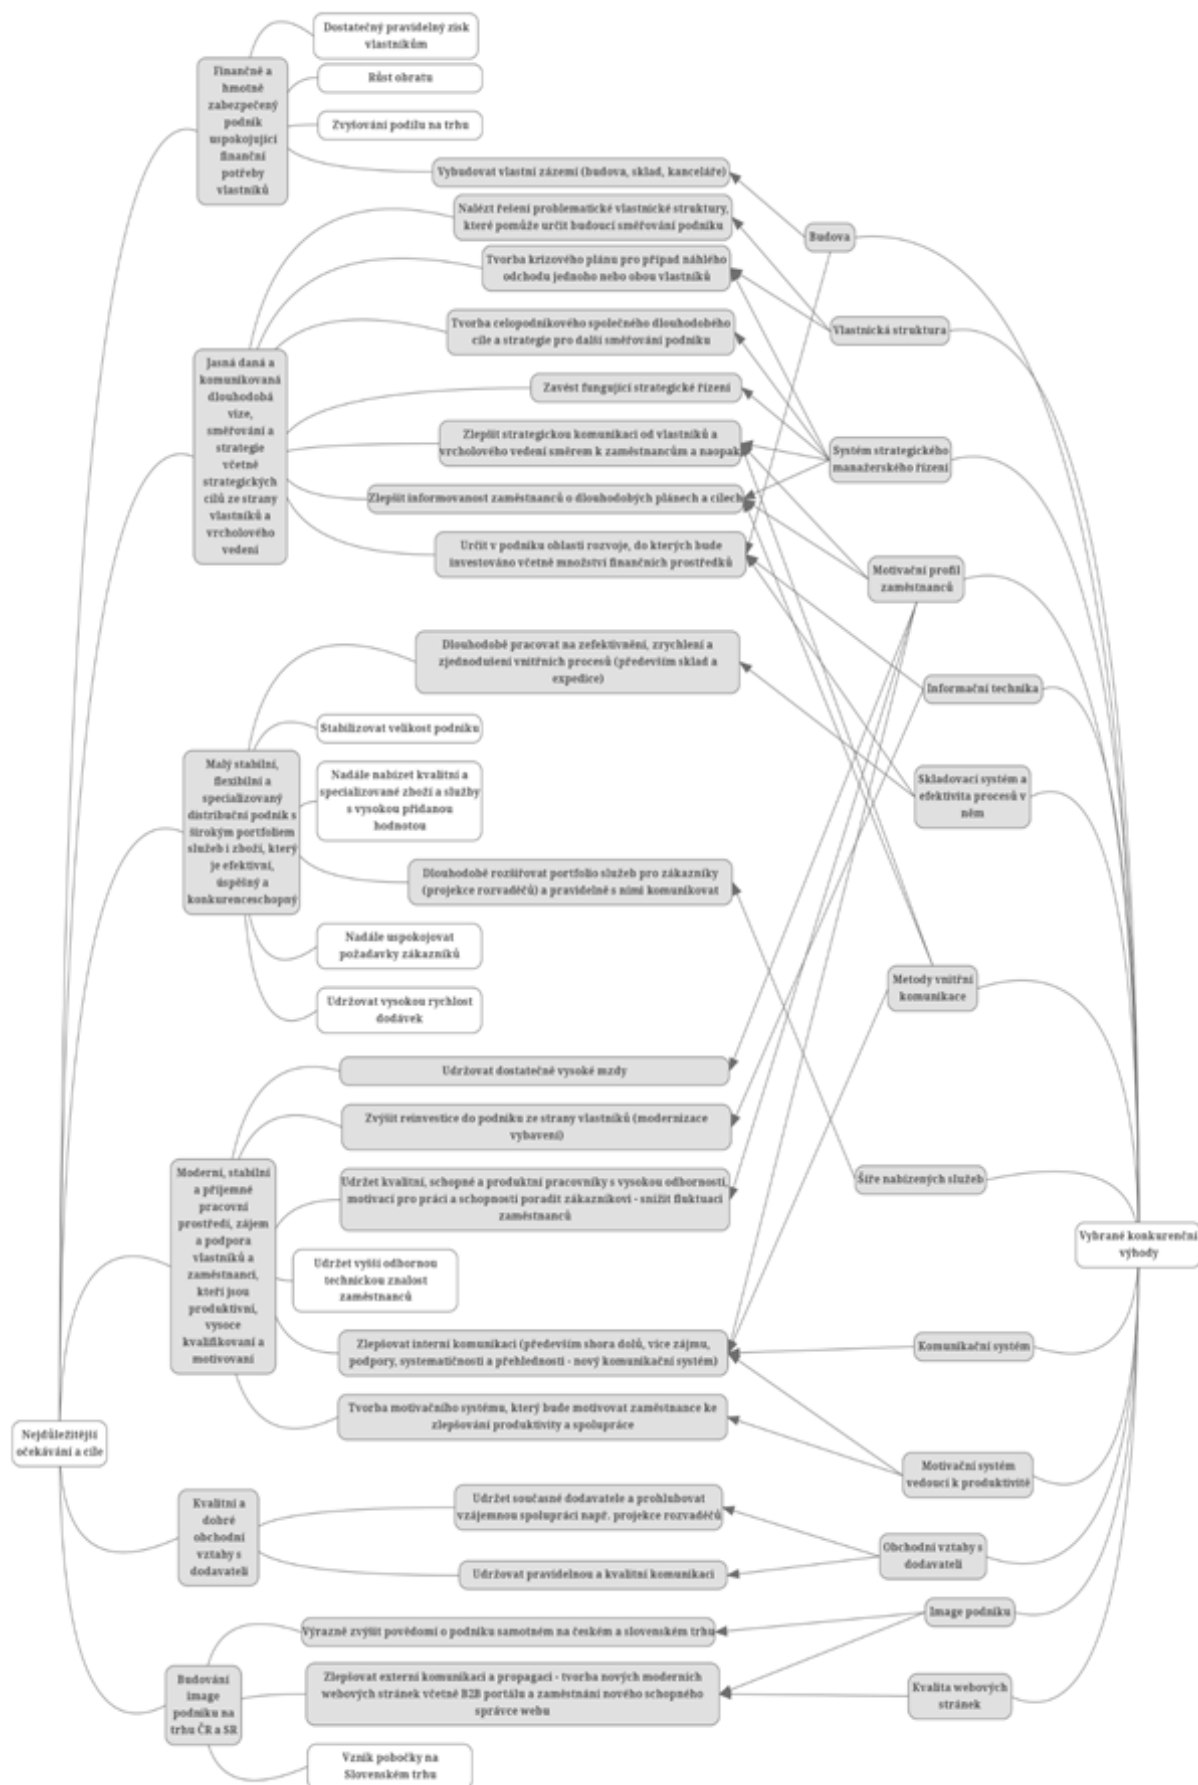 Dostatečný pravidelný zisk
vlastníkům
Finančně a
hmotně
zabezpečený
podnik
uspokojující
finanční
potřeby
vlastníků
Růst obratu
Zvyšování podílu na trhu
Vybudovat vlastní zázemí (budova, sklad, kanceláře)
Nalézt řešení problematické vlastnické struktury,
které pomůže určit budoucí směřování podniku
Budova
Tvorba krizového plánu pro případ náhlého
odchodu jednoho nebo obou vlastníků
Tvorba celopodnikového společného dlouhodobého
cíle a strategie pro další směřování podniku
Vlastnická struktura
Jasná daná a
komunikovaná
dlouhodobá
vize,
směřování a
strategie
včetně
strategických
cílů ze strany
vlastníků a
vrcholového
vedení
Zavést fungující strategické řízení
Zlepšit strategickou komunikaci od vlastníků a
vrcholového vedení směrem k zaměstnancům a naopak
Systém strategického
manažerského řízení
Zlepšit informovanost zaměstnanců o dlouhodobých plánech a cílech
Určit v podniku oblasti rozvoje, do kterých bude
investováno včetně množství finančních prostředků
Motivační profil
zaměstnanců
Dlouhodobě pracovat na zefektivnění, zrychlení a
zjednodušení vnitřních procesů (především sklad a
expedice)
Informační technika
Stabilizovat velikost podniku
Malý stabilní,
flexibilní a
specializovaný
distribuční podnik s
širokým portfoliem
služeb i zboží, který
je efektivní,
úspěšný a
konkurenceschopný
Nadále nabízet kvalitní a
specializované zboží a služby
s vysokou přidanou
hodnotou
Skladovací systém a
efektivita procesů v
něm
Dlouhodobě rozšiřovat portfolio služeb pro zákazníky
(projekce rozvaděčů) a pravidelně s nimi komunikovat
Nadále uspokojovat
požadavky zákazníků
Metody vnitřní
komunikace
Udržovat vysokou rychlost
dodávek
Udržovat dostatečně vysoké mzdy
Zvýšit reinvestice do podniku ze strany vlastníků (modernizace
vybavení)
Moderní, stabilní
a příjemné
pracovní
prostředí, zájem
a podpora
vlastníků a
zaměstnanci,
kteří jsou
produktivní,
vysoce
kvalifikovaní a
motivovaní
Udržet kvalitní, schopné a produktní pracovníky s vysokou odborností,
motivací pro práci a schopností poradit zákazníkovi - snížit fluktuaci
zaměstnanců
Šíře nabízených služeb
Udržet vyšší odbornou
technickou znalost
zaměstnanců
Vybrané konkurenční
výhody
Zlepšovat interní komunikaci (především shora dolů, více zájmu,
podpory, systematičnosti a přehlednosti - nový komunikační systém)
Komunikační systém
Tvorba motivačního systému, který bude motivovat zaměstnance ke
zlepšování produktivity a spolupráce
Nejdůležitější
očekávání a cíle
Motivační systém
vedoucí k produktivitě
Kvalitní a
dobré
obchodní
vztahy s
dodavateli
Udržet současné dodavatele a prohlubovat
vzájemnou spolupráci např. projekce rozvaděčů
Obchodní vztahy s
dodavateli
Udržovat pravidelnou a kvalitní komunikaci
Image podniku
Výrazně zvýšit povědomí o podniku samotném na českém a slovenském trhu
Budování
image
podniku na
trhu ČR a SR
Zlepšovat externí komunikaci a propagaci - tvorba nových moderních
webových stránek včetně B2B portálu a zaměstnání nového schopného
správce webu
Kvalita webových
stránek
Vznik pobočky na
Slovenském trhu